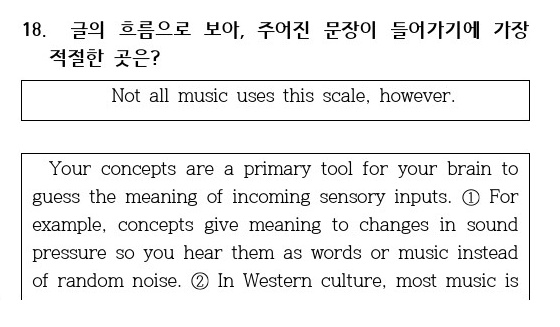 18. 글의 흐름으로 보아, 주어진 문장이 들어가기에 가장
적절한 곳은?
Not all music uses this scale, however.
Your concepts are a primary tool for your brain to
guess the meaning of incoming sensory inputs. ① For
example, concepts give meaning to changes in sound
pressure so you hear them as words or music instead
of random noise. ② In Western culture, most music is